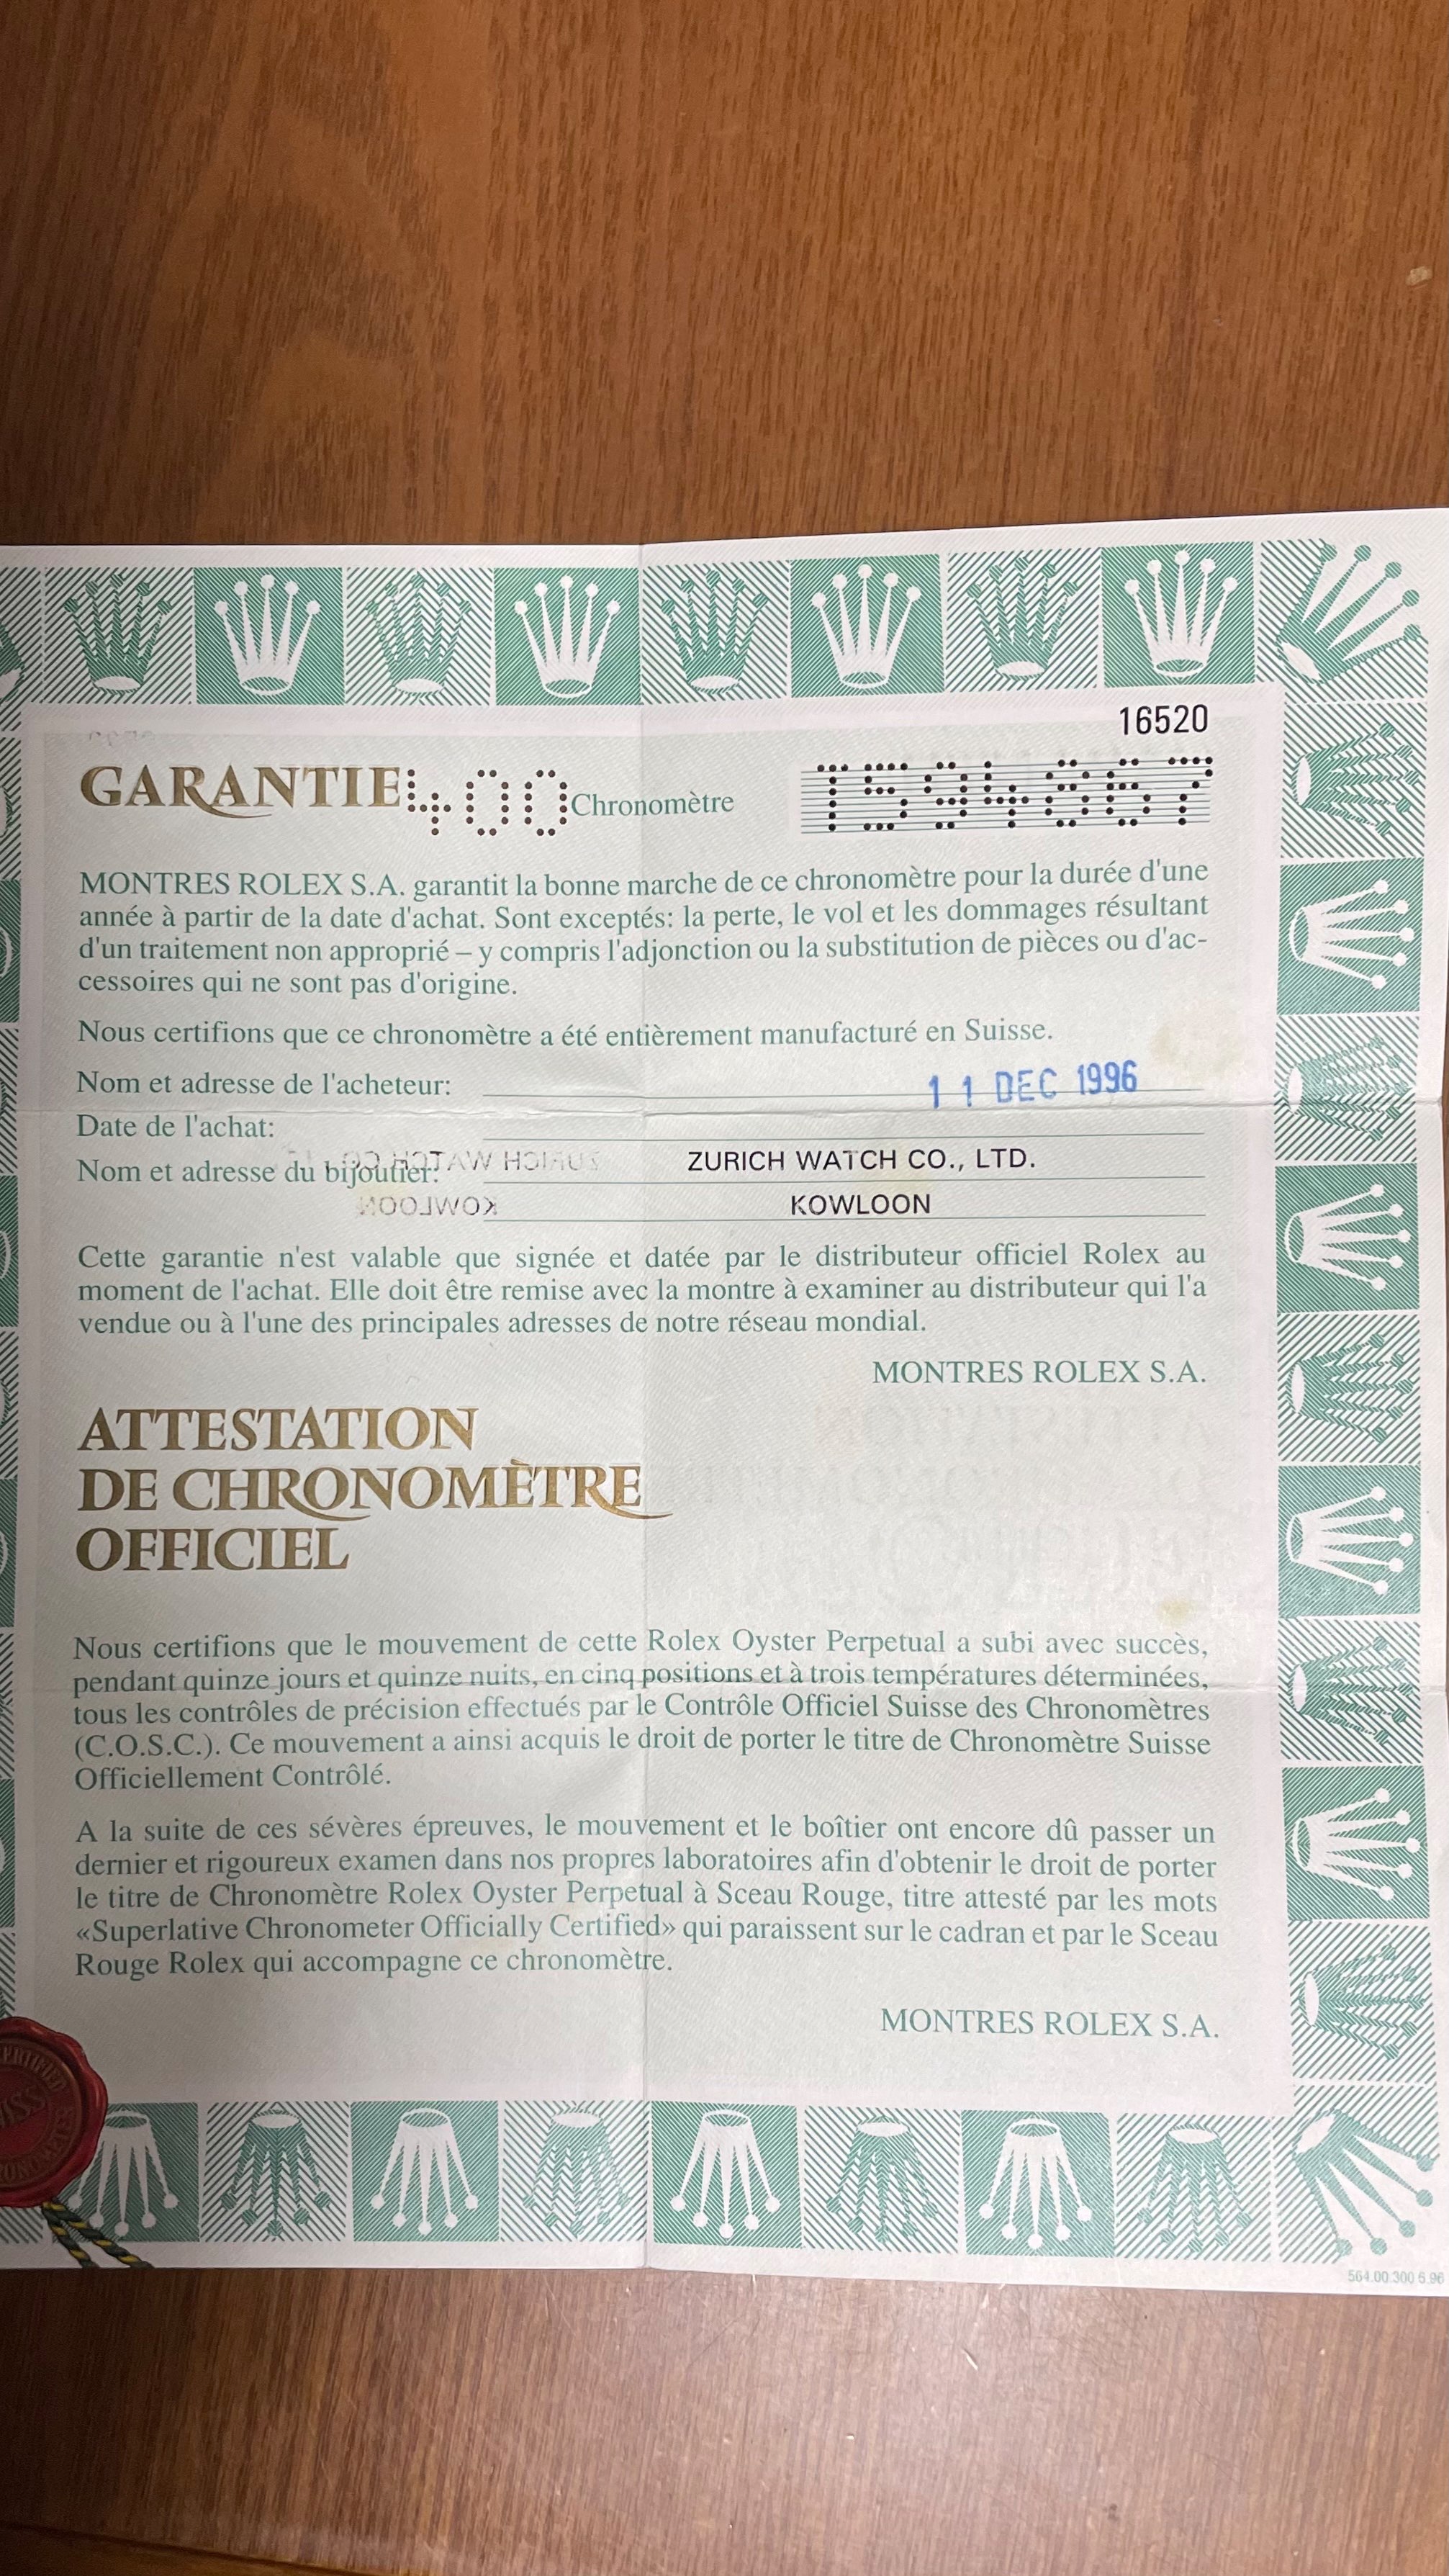 16520
GARANTIE 400 Chronomètre T594867
MONTRES ROLEX S.A. garantit la bonne marche de ce chronomètre pour la durée d'une
année à partir de la date d'achat. Sont exceptés: la perte, le vol et les dommages résultant
d'un traitement non approprié – y compris l'adjonction ou la substitution de pièces ou d'ac-
cessoires qui ne sont pas d'origine.
Nous certifions que ce chronomètre a été entièrement manufacturé en Suisse.
Nom et adresse de l'acheteur: 11 DEC 1996
Date de l'achat:
Nom et adresse du bijoutier: ZURICH WATCH CO., LTD.
KOWLOON
Cette garantie n'est valable que signée et datée par le distributeur officiel Rolex au
moment de l'achat. Elle doit être remise avec la montre à examiner au distributeur qui l'a
vendue ou à l'une des principales adresses de notre réseau mondial.
MONTRES ROLEX S.A.
ATTESTATION
DE CHRONOMÈTRE
OFFICIEL
Nous certifions que le mouvement de cette Rolex Oyster Perpetual a subi avec succès,
pendant quinze jours et quinze nuits, en cinq positions et à trois températures déterminées,
tous les contrôles de précision effectués par le Contrôle Officiel Suisse des Chronomètres
(C.O.S.C.). Ce mouvement a ainsi acquis le droit de porter le titre de Chronomètre Suisse
Officiellement Contrôlé.
A la suite de ces sévères épreuves, le mouvement et le boîtier ont encore dû passer un
dernier et rigoureux examen dans nos propres laboratoires afin d'obtenir le droit de porter
le titre de Chronomètre Rolex Oyster Perpetual à Sceau Rouge, titre attesté par les mots
«Superlative Chronometer Officially Certified» qui paraissent sur le cadran et par le Sceau
Rouge Rolex qui accompagne ce chronomètre.
MONTRES ROLEX S.A.
564.00.300 6.96